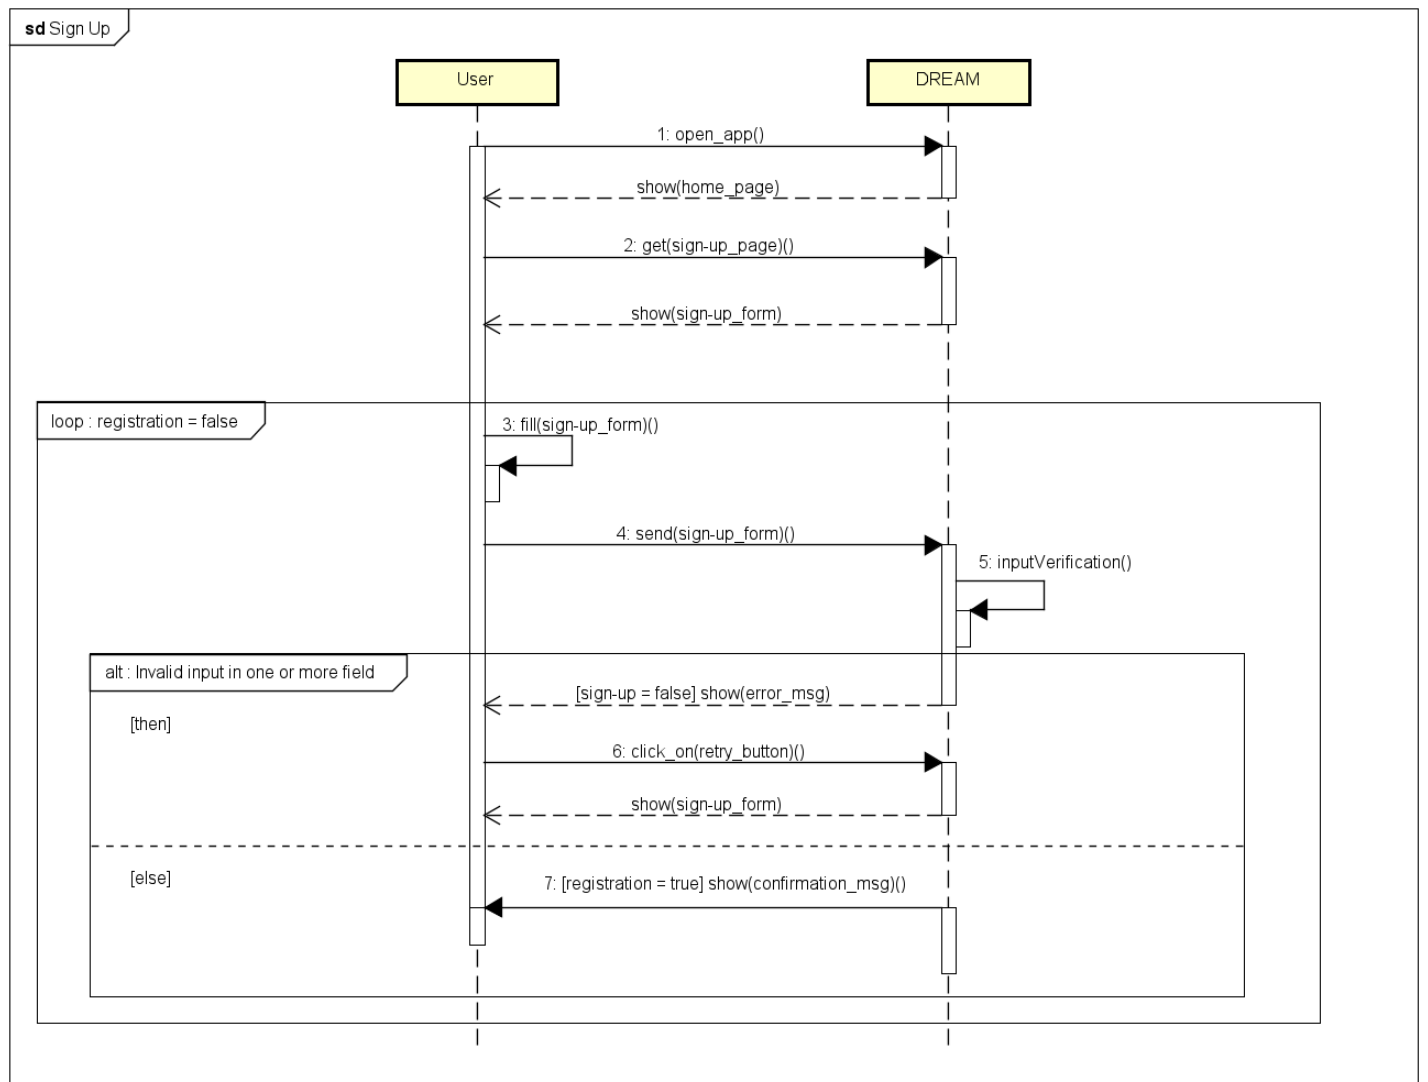 sd Sign Up
User
DREAM
1: open_app()
show(home_page)
2: get(sign-up_page)()
show(sign-up_form)
loop : registration = false
3: fill(sign-up_form)()
4: send(sign-up_form)()
5: inputVerification()
alt : Invalid input in one or more field
[sign-up = false] show(error_msg)
[then]
6: click_on(retry_button)()
show(sign-up_form)
[else]
7: [registration = true] show(confirmation_msg)()